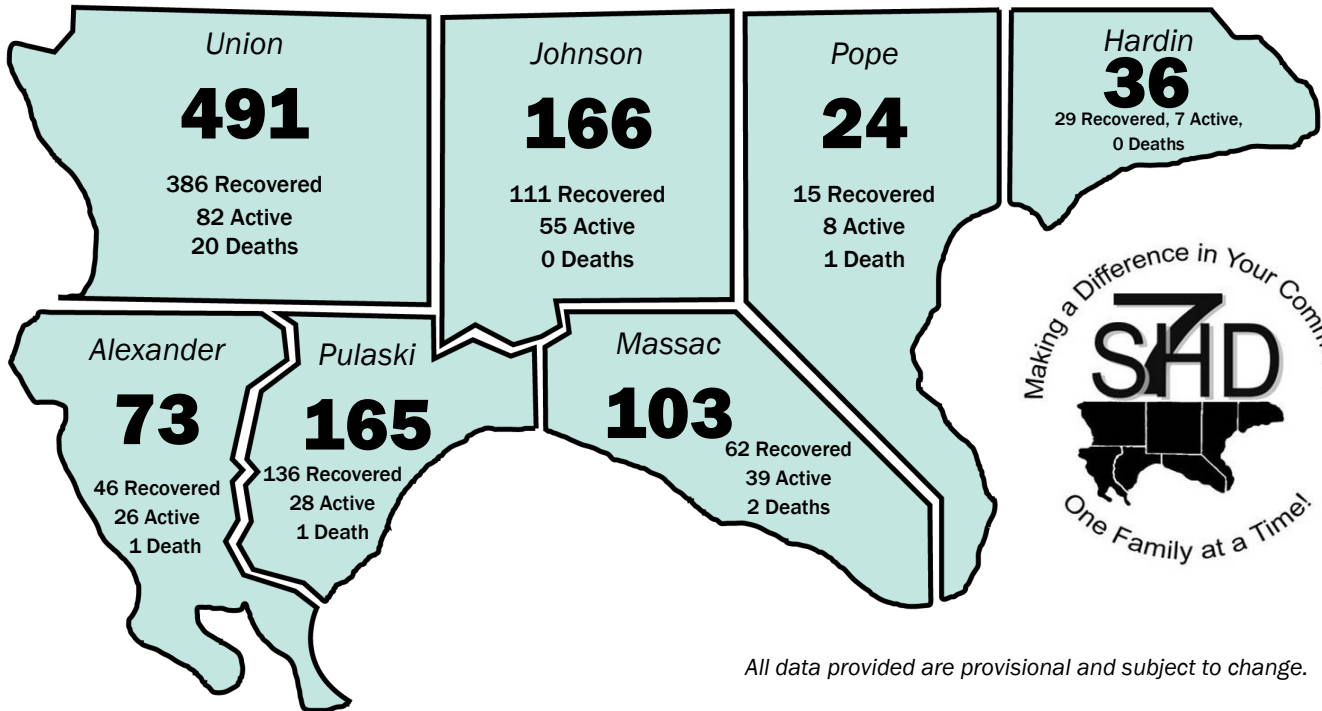 Union
491
386 Recovered
82 Active
20 Deaths
Johnson
166
111 Recovered
55 Active
0 Deaths
Pope
24
15 Recovered
8 Active
1 Death
Hardin
36
29 Recovered, 7 Active,
0 Deaths
Alexander
73
46 Recovered
26 Active
1 Death
Pulaski
165
136 Recovered
28 Active
1 Death
Massac
103
62 Recovered
39 Active
2 Deaths
Making a Difference in Your
S7HD
One Family at a Time!
All data provided are provisional and subject to change.